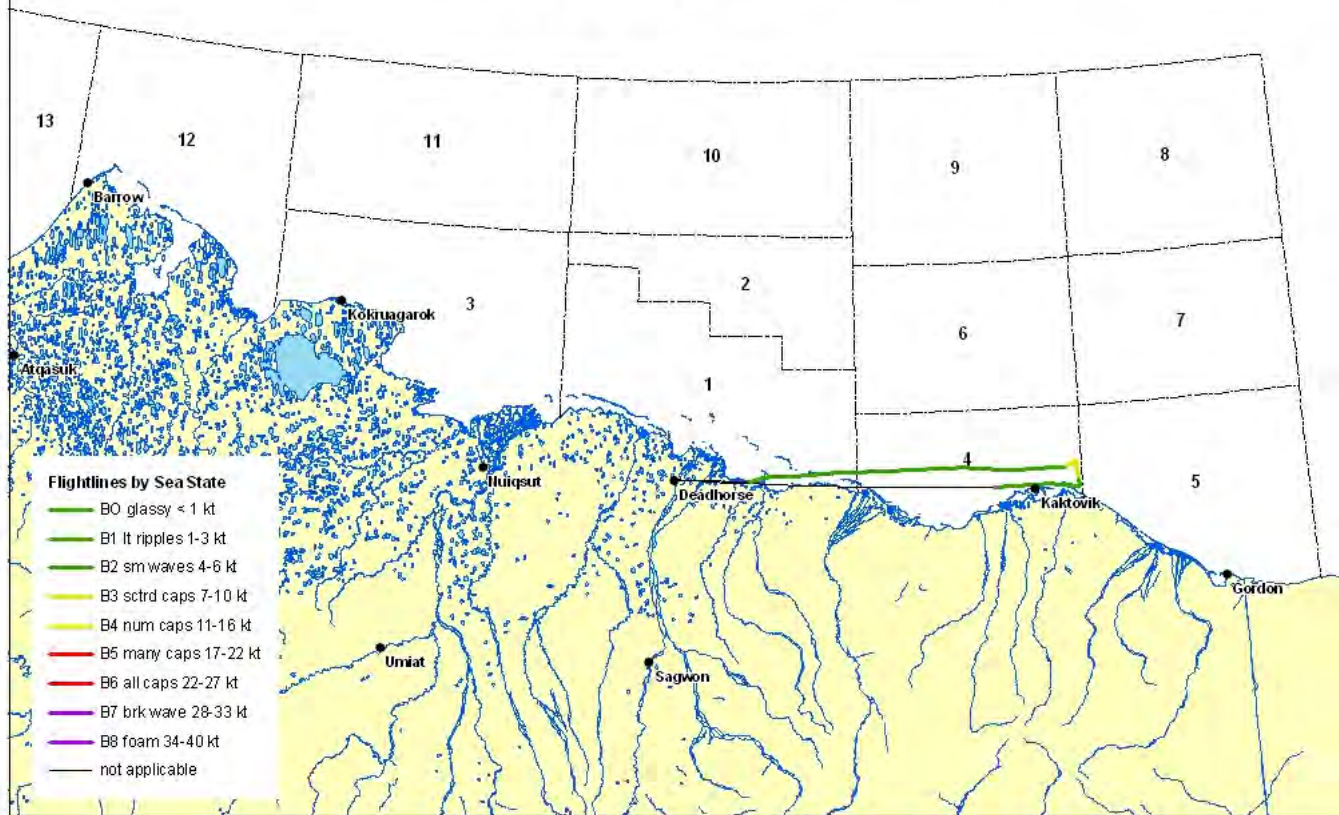 13
12
11
10
9
8
Barrow
3
2
6
7
Kokruagarok
Atqasuk
1
4
5
Nuiqsut
Deadhorse
Kaktovik
Gordon
Umiat
Sagwon
Flightlines by Sea State
B0 glassy < 1 kt
B1 lt ripples 1-3 kt
B2 sm waves 4-6 kt
B3 sctrd caps 7-10 kt
B4 num caps 11-16 kt
B5 many caps 17-22 kt
B6 all caps 22-27 kt
B7 brk wave 28-33 kt
B8 foam 34-40 kt
not applicable